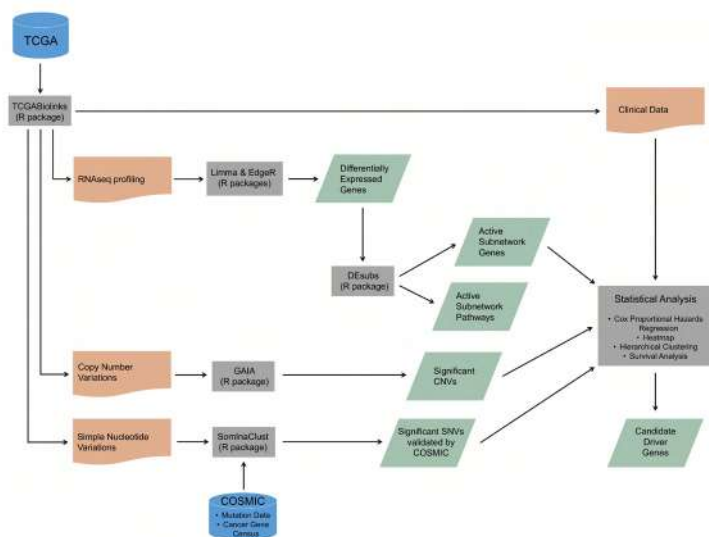 TCGA
TCGABiolinks
(R package)
Clinical Data
RNAseq profiling
Limma & EdgeR
(R packages)
Differentially
Expressed
Genes
DEsubs
(R package)
Active
Subnetwork
Genes
Active
Subnetwork
Pathways
Statistical Analysis
• Cox Proportional Hazards
Regression
• Heatmap
• Hierarchical Clustering
• Survival Analysis
Copy Number
Variations
GAIA
(R package)
Significant
CNVs
Simple Nucleotide
Variations
SomInaClust
(R package)
Significant SNVs
validated by
COSMIC
Candidate
Driver
Genes
COSMIC
• Mutation Data
• Cancer Gene
Census